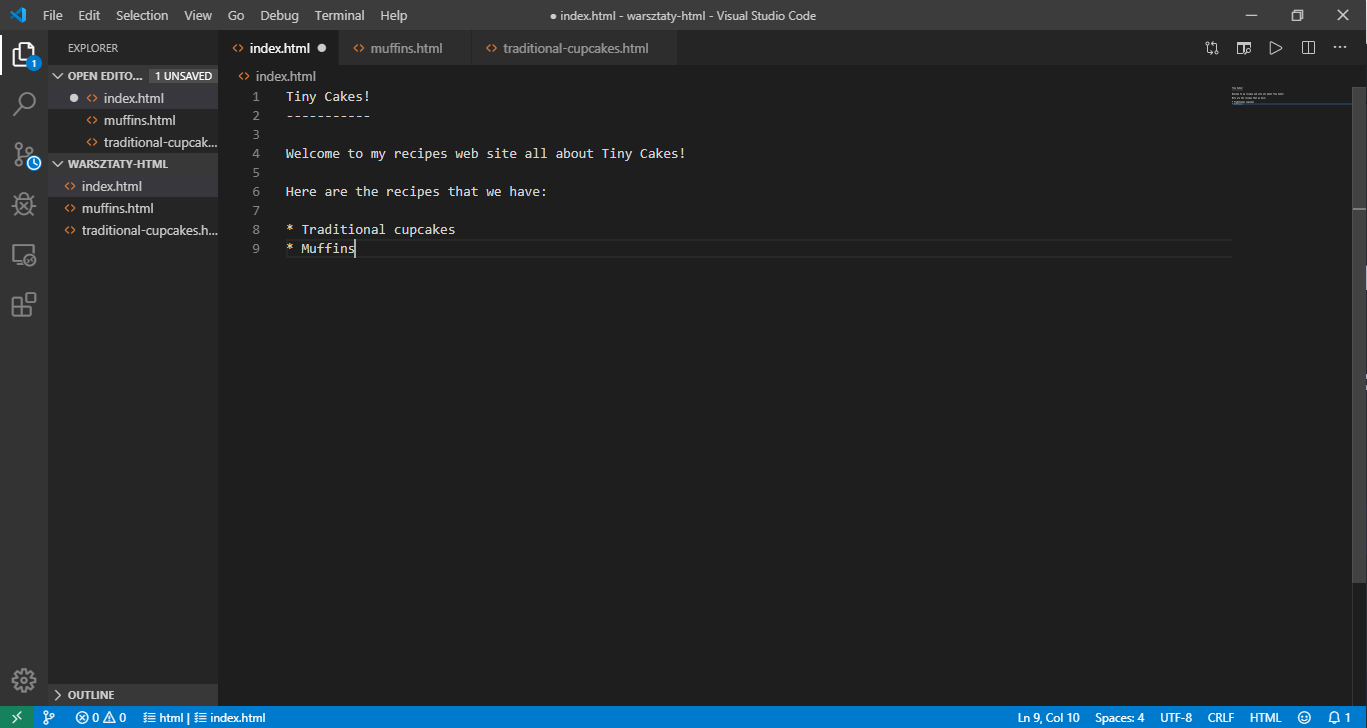 File Edit Selection View Go Debug Terminal Help
● index.html - warsztaty-html - Visual Studio Code
EXPLORER
OPEN EDITO... 1 UNSAVED
index.html
muffins.html
traditional-cupcak...
WARSZTATY-HTML
index.html
muffins.html
traditional-cupcakes.h...
OUTLINE
1
index.html muffins.html traditional-cupcakes.html
index.html
1 Tiny Cakes!
2 -----------
3
4 Welcome to my recipes web site all about Tiny Cakes!
5
6 Here are the recipes that we have:
7
8 * Traditional cupcakes
9 * Muffins
0 0 html | index.html Ln 9, Col 10 Spaces: 4 UTF-8 CRLF HTML 1